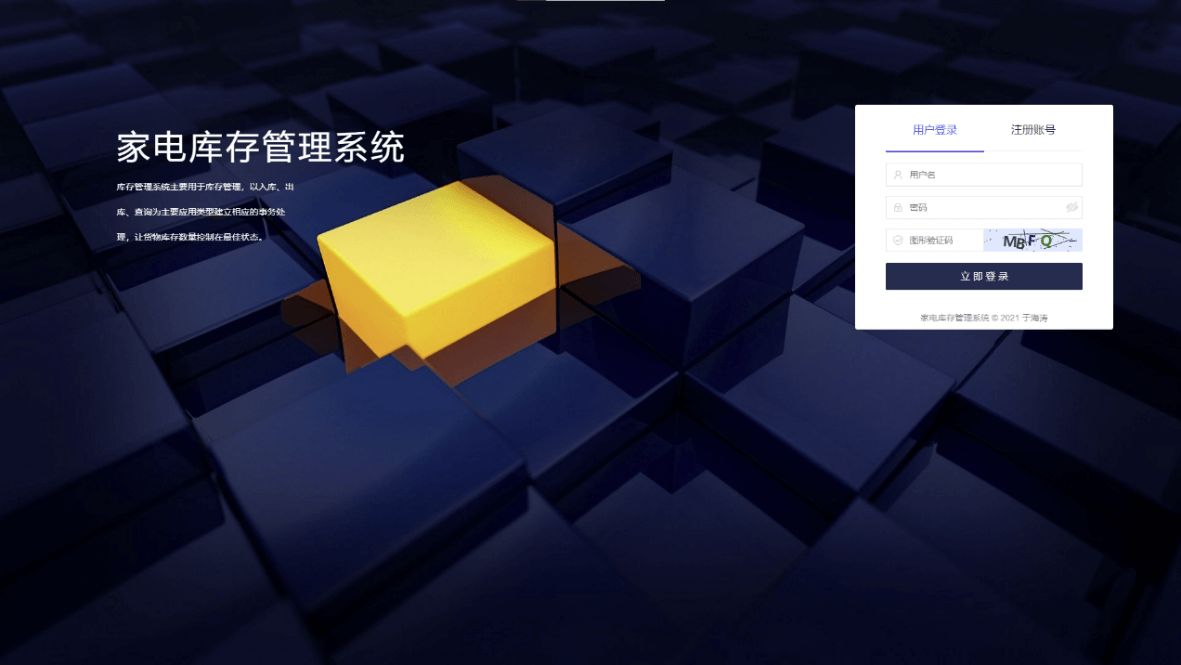 家电库存管理系统
库存管理系统主要用于库存管理，以入库、出
库、查询为主要应用类型建立相应的事务处
理，让货物库存数量控制在最佳状态。
用户登录 注册账号
用户名
密码
图形验证码 MBFQ
立即登录
家电库存管理系统 © 2021 于海涛